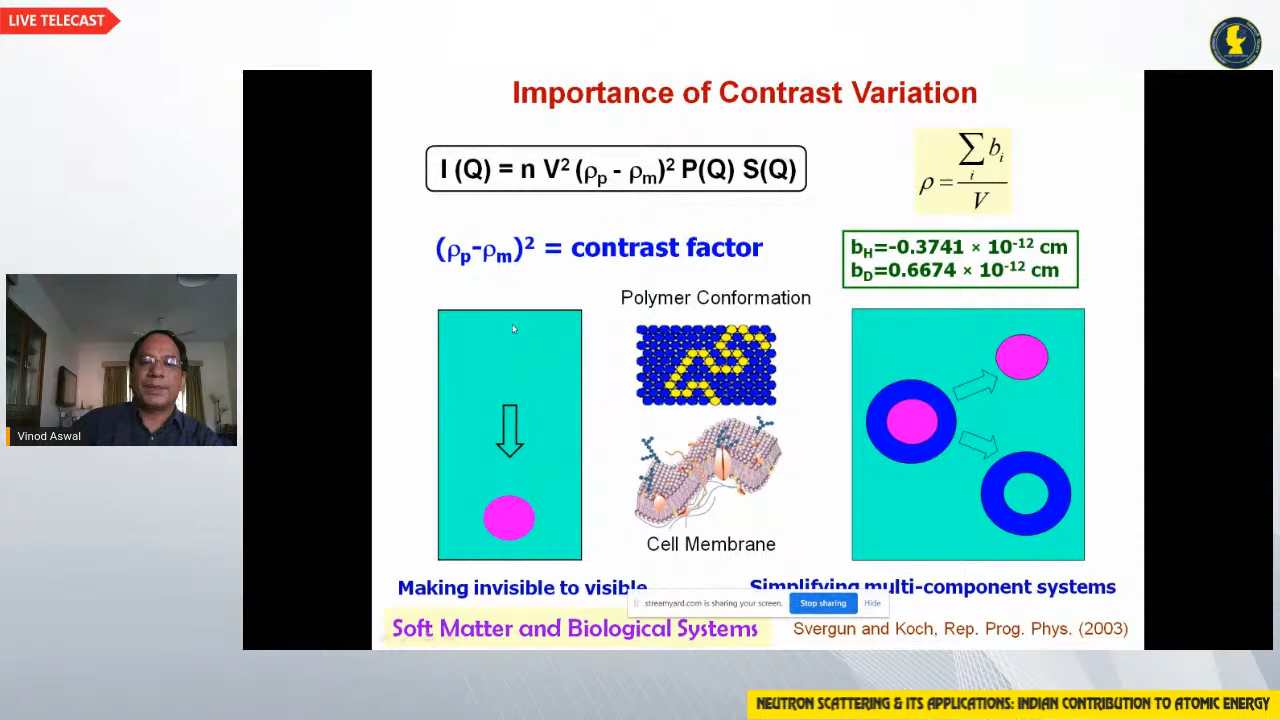 LIVE TELECAST
Importance of Contrast Variation
I (Q) = n V² (ρp - ρm)² P(Q) S(Q)
ρ = ∑i bi / V
(ρp-ρm)² = contrast factor
bH=-0.3741 × 10-12 cm
bD=0.6674 × 10-12 cm
Polymer Conformation
Vinod Aswal
Cell Membrane
Making invisible to visible
Simplifying multi-component systems
streamyard.com is sharing your screen.
Stop sharing
Hide
Soft Matter and Biological Systems
Svergun and Koch, Rep. Prog. Phys. (2003)
NEUTRON SCATTERING & ITS APPLICATIONS: INDIAN CONTRIBUTION TO ATOMIC ENERGY